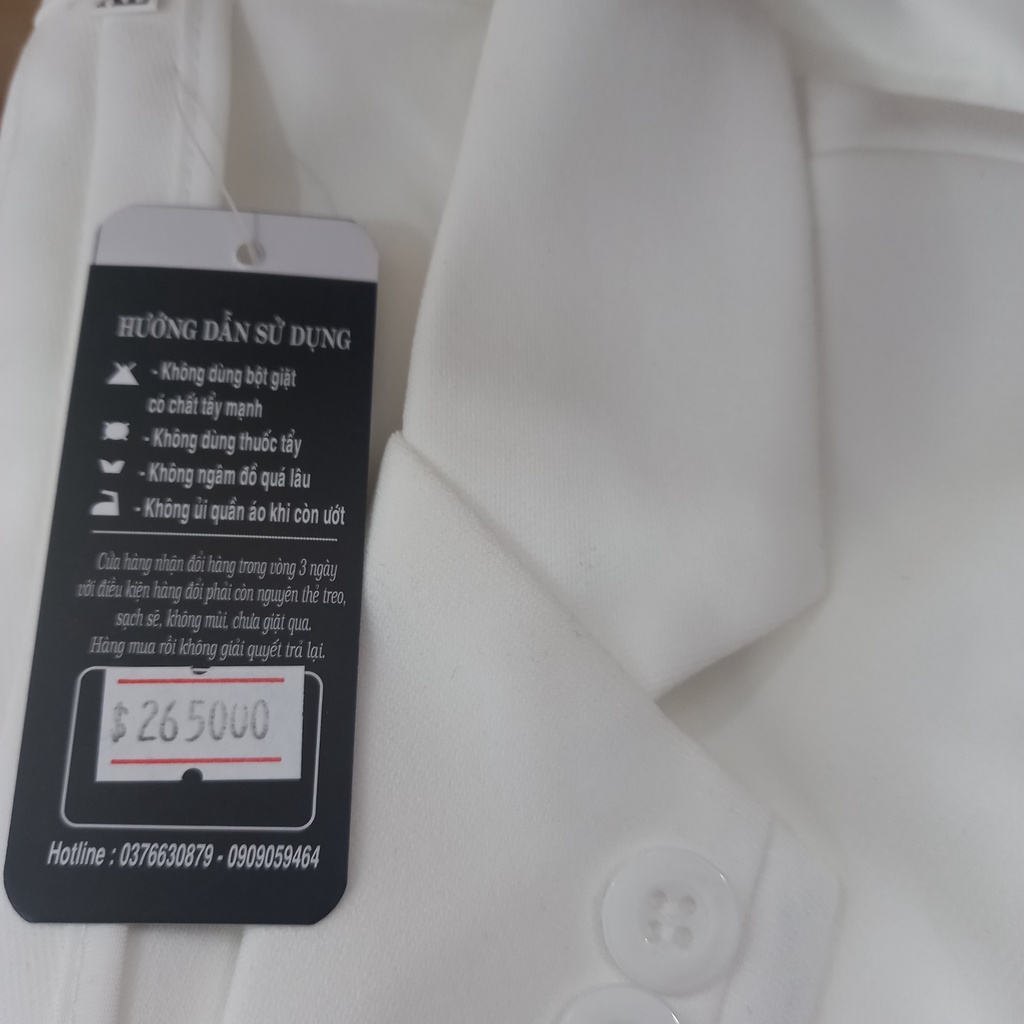 HƯỚNG DẪN SỬ DỤNG
- Không dùng bột giặt
có chất tẩy mạnh
- Không dùng thuốc tẩy
- Không ngâm đồ quá lâu
- Không ủi quần áo khi còn ướt
Cửa hàng nhận đổi hàng trong vòng 3 ngày
với điều kiện hàng đổi phải còn nguyên thẻ treo,
sạch sẽ, không mùi, chưa giặt qua.
Hàng mua rồi không giải quyết trả lại.
$ 265000
Hotline : 0376630879 - 0909059464